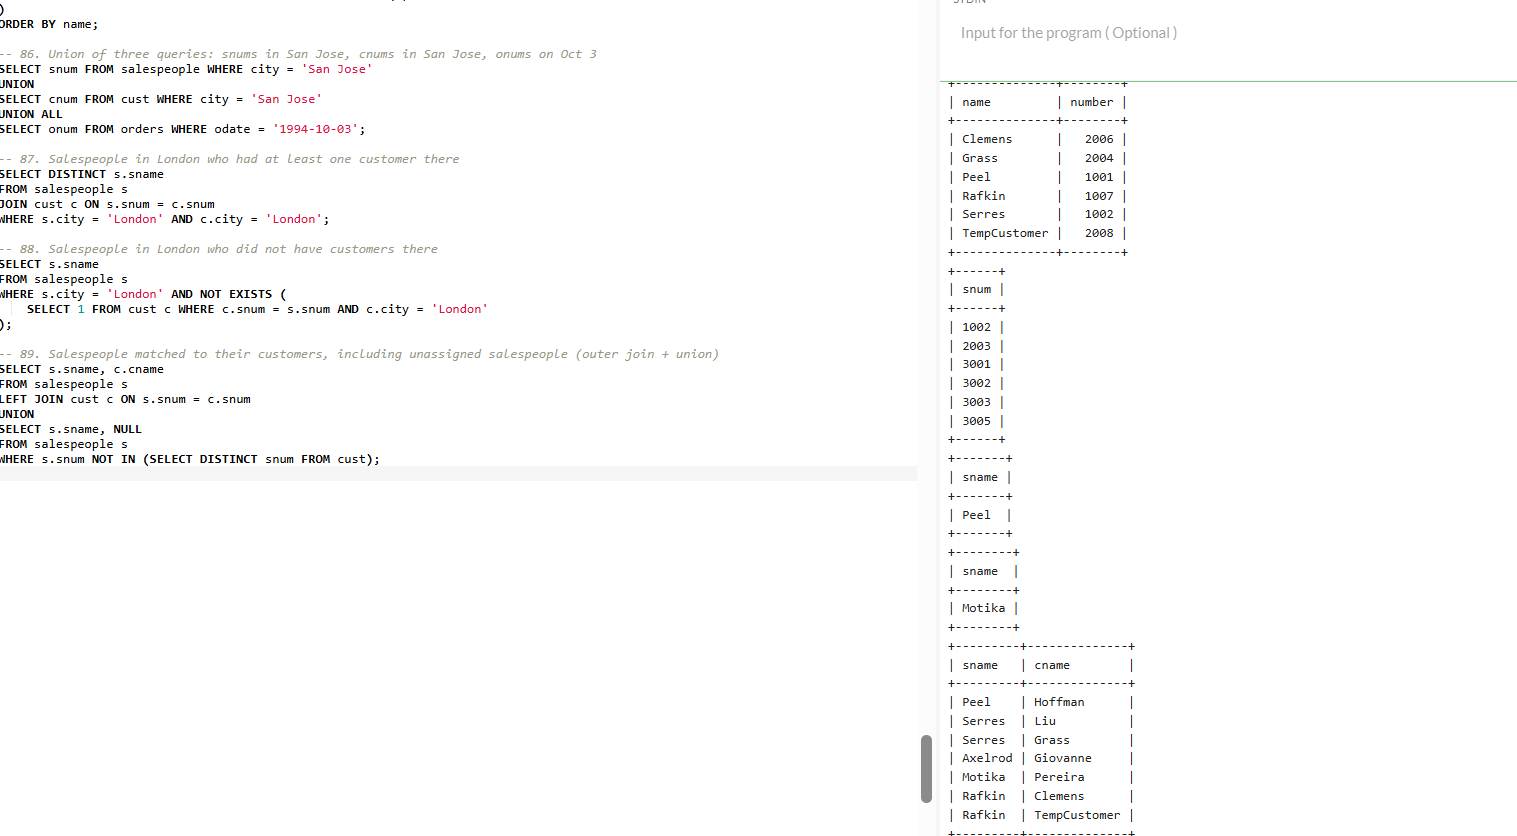 )
ORDER BY name;
-- 86. Union of three queries: snums in San Jose, cnums in San Jose, onums on Oct 3
SELECT snum FROM salespeople WHERE city = 'San Jose'
UNION
SELECT cnum FROM cust WHERE city = 'San Jose'
UNION ALL
SELECT onum FROM orders WHERE odate = '1994-10-03';
-- 87. Salespeople in London who had at least one customer there
SELECT DISTINCT s.sname
FROM salespeople s
JOIN cust c ON s.snum = c.snum
WHERE s.city = 'London' AND c.city = 'London';
-- 88. Salespeople in London who did not have customers there
SELECT s.sname
FROM salespeople s
WHERE s.city = 'London' AND NOT EXISTS (
SELECT 1 FROM cust c WHERE c.snum = s.snum AND c.city = 'London'
);
-- 89. Salespeople matched to their customers, including unassigned salespeople (outer join + union)
SELECT s.sname, c.cname
FROM salespeople s
LEFT JOIN cust c ON s.snum = c.snum
UNION
SELECT s.sname, NULL
FROM salespeople s
WHERE s.snum NOT IN (SELECT DISTINCT snum FROM cust);
Input for the program ( Optional )
+--------------+--------+
| name         | number |
+--------------+--------+
| Clemens      |   2006 |
| Grass        |   2004 |
| Peel         |   1001 |
| Rafkin       |   1007 |
| Serres       |   1002 |
| TempCustomer |   2008 |
+--------------+--------+
+------+
| snum |
+------+
| 1002 |
| 2003 |
| 3001 |
| 3002 |
| 3003 |
| 3005 |
+------+
+-------+
| sname |
+-------+
| Peel  |
+-------+
+--------+
| sname  |
+--------+
| Motika |
+--------+
+---------+--------------+
| sname   | cname        |
+---------+--------------+
| Peel    | Hoffman      |
| Serres  | Liu          |
| Serres  | Grass        |
| Axelrod | Giovanne     |
| Motika  | Pereira      |
| Rafkin  | Clemens      |
| Rafkin  | TempCustomer |
+---------+--------------+